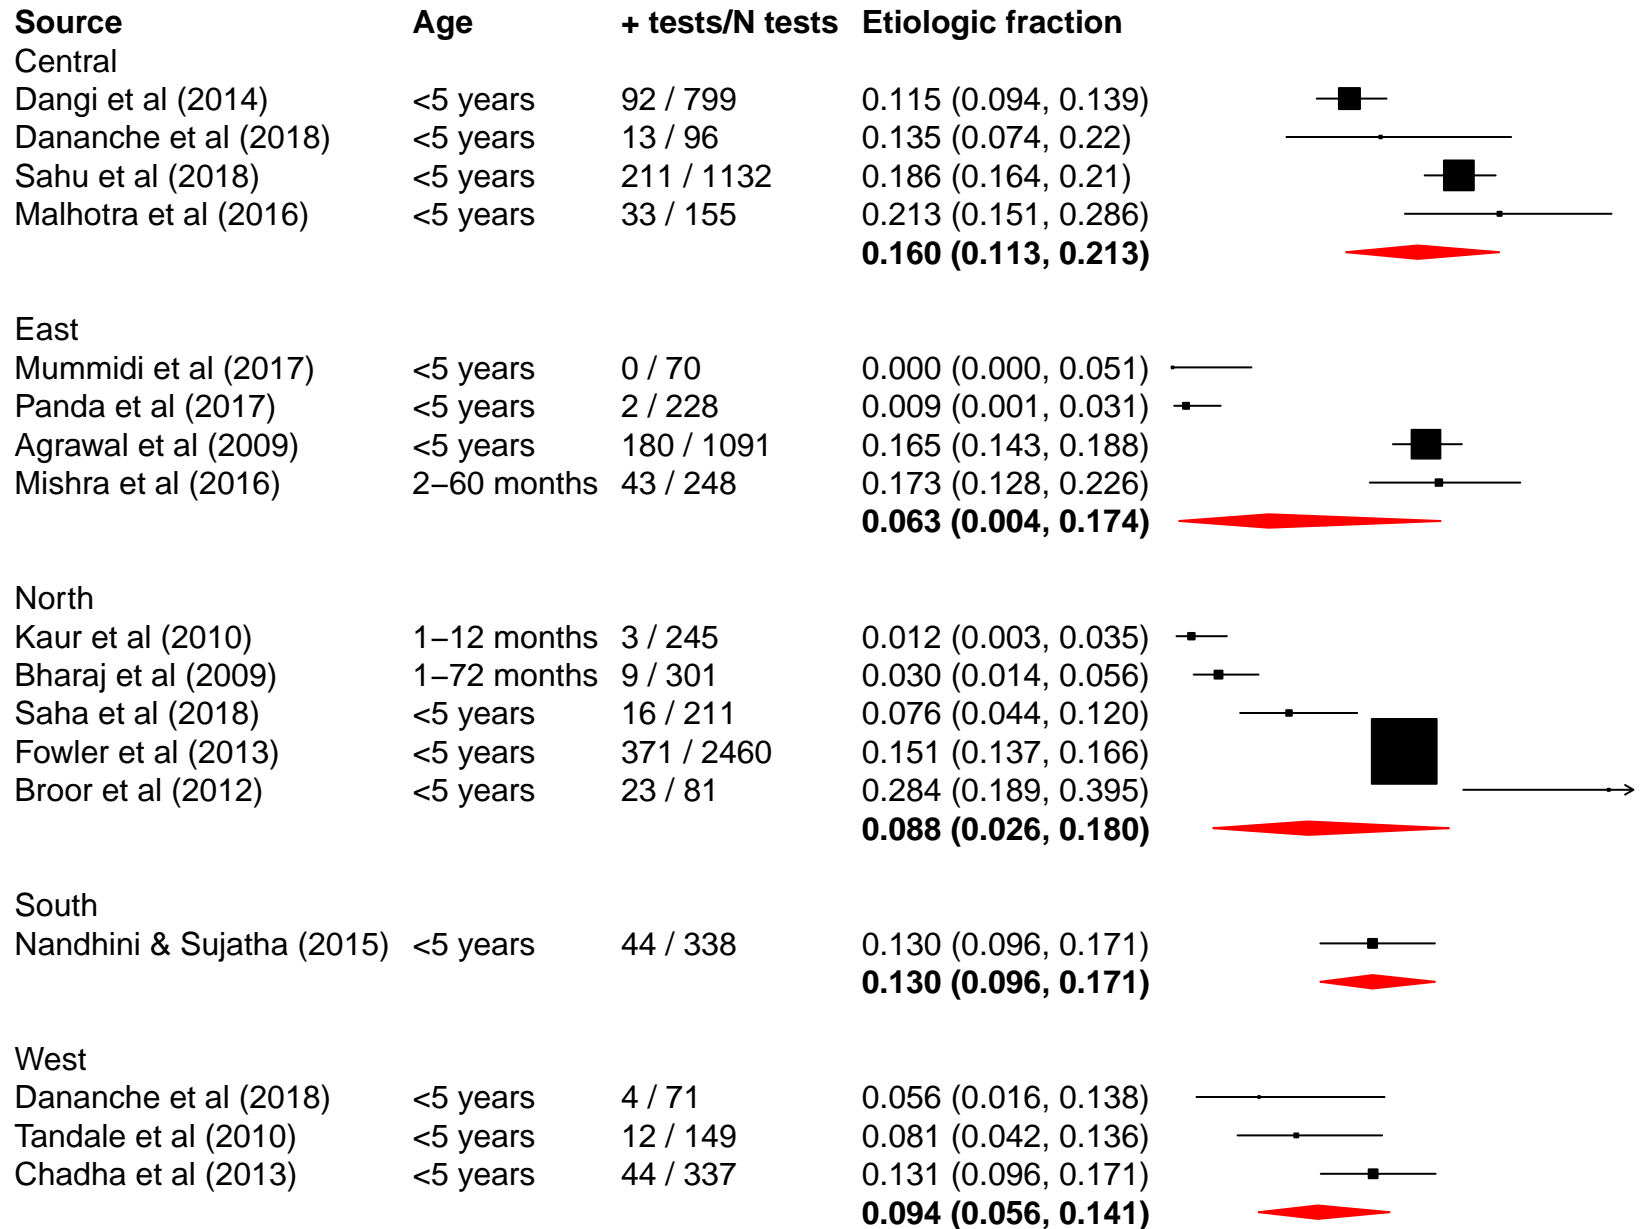 Source Age + tests/N tests Etiologic fraction
Central
Dangi et al (2014) <5 years 92 / 799 0.115 (0.094, 0.139)
Dananche et al (2018) <5 years 13 / 96 0.135 (0.074, 0.22)
Sahu et al (2018) <5 years 211 / 1132 0.186 (0.164, 0.21)
Malhotra et al (2016) <5 years 33 / 155 0.213 (0.151, 0.286)
0.160 (0.113, 0.213)
East
Mummidi et al (2017) <5 years 0 / 70 0.000 (0.000, 0.051)
Panda et al (2017) <5 years 2 / 228 0.009 (0.001, 0.031)
Agrawal et al (2009) <5 years 180 / 1091 0.165 (0.143, 0.188)
Mishra et al (2016) 2–60 months 43 / 248 0.173 (0.128, 0.226)
0.063 (0.004, 0.174)
North
Kaur et al (2010) 1–12 months 3 / 245 0.012 (0.003, 0.035)
Bharaj et al (2009) 1–72 months 9 / 301 0.030 (0.014, 0.056)
Saha et al (2018) <5 years 16 / 211 0.076 (0.044, 0.120)
Fowler et al (2013) <5 years 371 / 2460 0.151 (0.137, 0.166)
Broor et al (2012) <5 years 23 / 81 0.284 (0.189, 0.395)
0.088 (0.026, 0.180)
South
Nandhini & Sujatha (2015) <5 years 44 / 338 0.130 (0.096, 0.171)
0.130 (0.096, 0.171)
West
Dananche et al (2018) <5 years 4 / 71 0.056 (0.016, 0.138)
Tandale et al (2010) <5 years 12 / 149 0.081 (0.042, 0.136)
Chadha et al (2013) <5 years 44 / 337 0.131 (0.096, 0.171)
0.094 (0.056, 0.141)